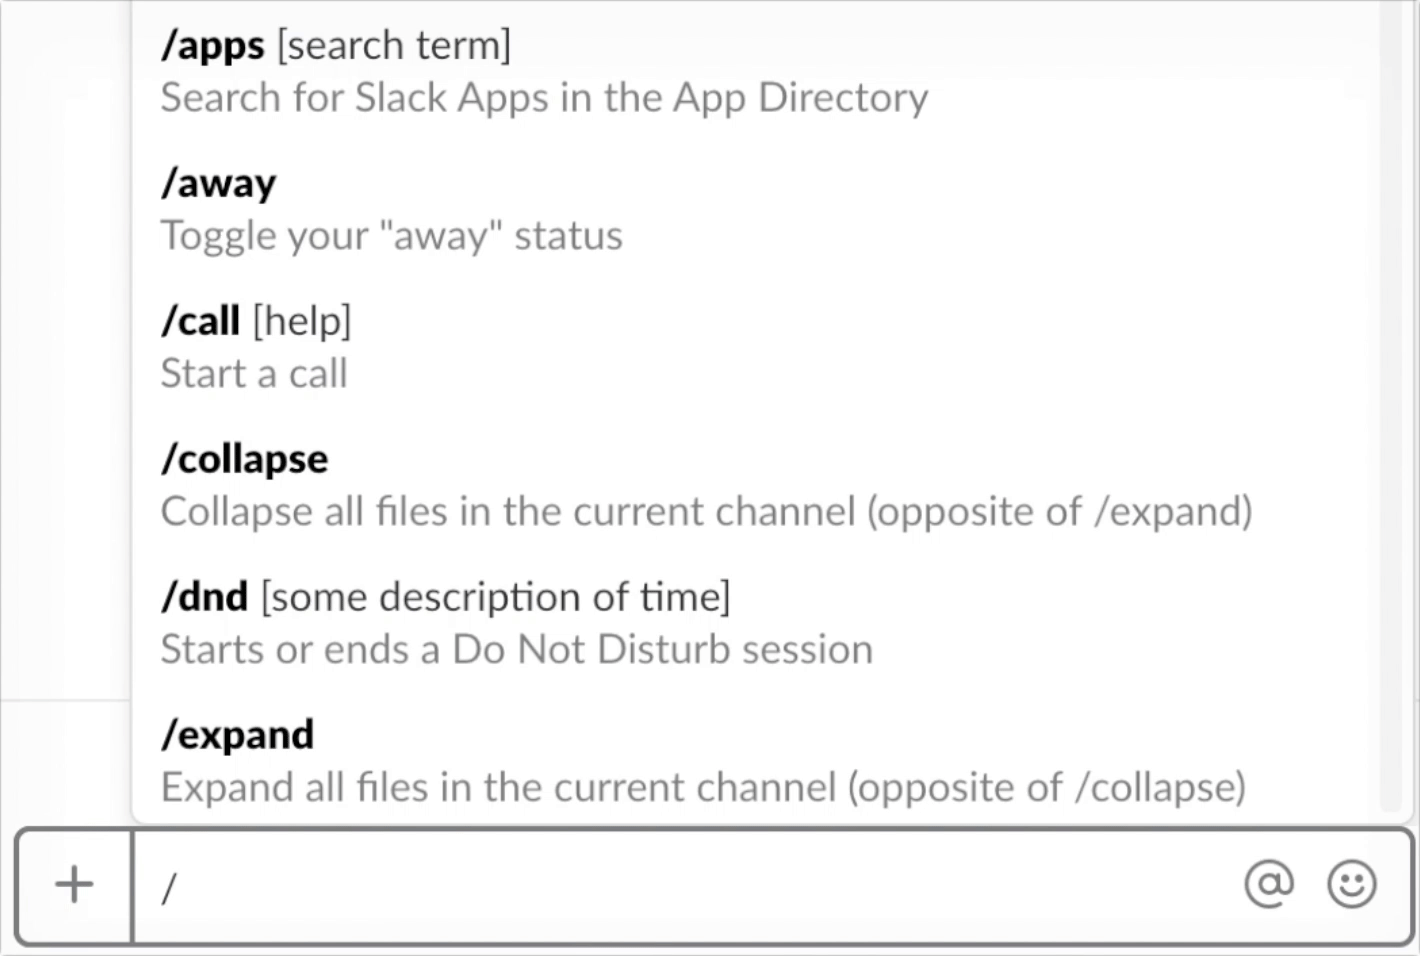 /apps [search term]
Search for Slack Apps in the App Directory
/away
Toggle your "away" status
/call [help]
Start a call
/collapse
Collapse all files in the current channel (opposite of /expand)
/dnd [some description of time]
Starts or ends a Do Not Disturb session
/expand
Expand all files in the current channel (opposite of /collapse)
+ / @